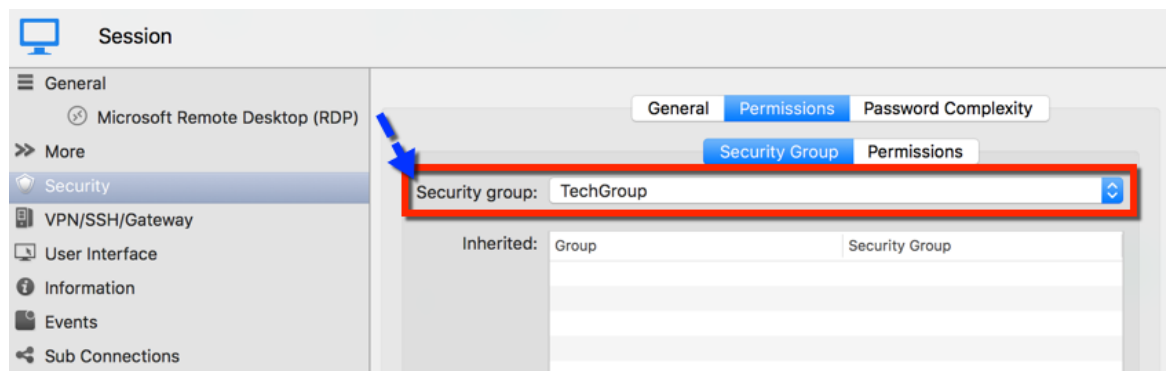 Session
General
Microsoft Remote Desktop (RDP)
More
Security
VPN/SSH/Gateway
User Interface
Information
Events
Sub Connections
General Permissions Password Complexity
Security Group Permissions
Security group: TechGroup
Inherited: Group Security Group